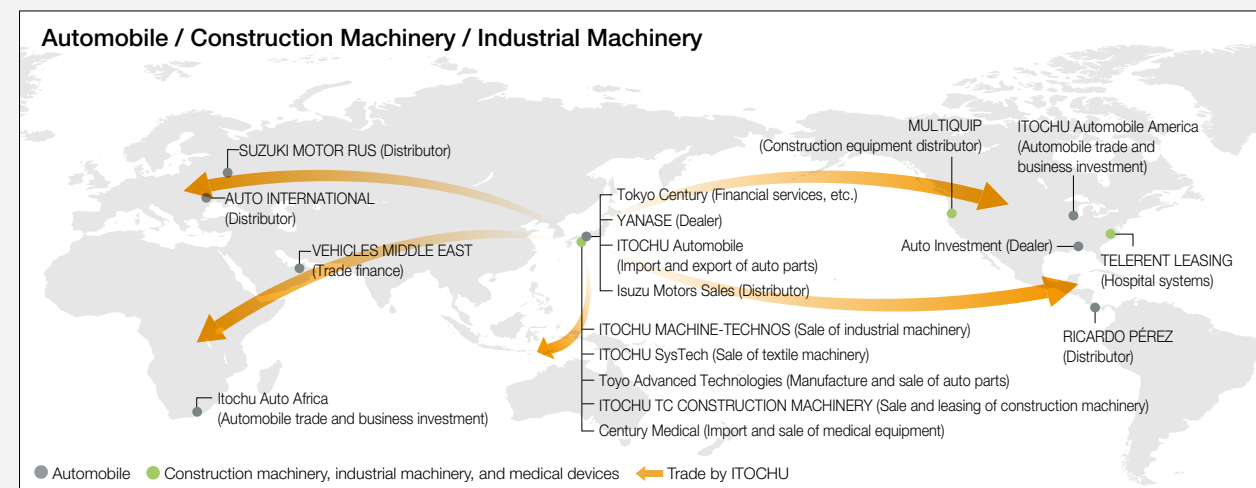 Automobile / Construction Machinery / Industrial Machinery
SUZUKI MOTOR RUS (Distributor)
AUTO INTERNATIONAL
(Distributor)
VEHICLES MIDDLE EAST
(Trade finance)
Itochu Auto Africa
(Automobile trade and business investment)
Tokyo Century (Financial services, etc.)
YANASE (Dealer)
ITOCHU Automobile
(Import and export of auto parts)
Isuzu Motors Sales (Distributor)
ITOCHU MACHINE-TECHNOS (Sale of industrial machinery)
ITOCHU SysTech (Sale of textile machinery)
Toyo Advanced Technologies (Manufacture and sale of auto parts)
ITOCHU TC CONSTRUCTION MACHINERY (Sale and leasing of construction machinery)
Century Medical (Import and sale of medical equipment)
MULTIQUIP
(Construction equipment distributor)
ITOCHU Automobile America
(Automobile trade and
business investment)
Auto Investment (Dealer)
TELERENT LEASING
(Hospital systems)
RICARDO PÉREZ
(Distributor)
Automobile
Construction machinery, industrial machinery, and medical devices
Trade by ITOCHU